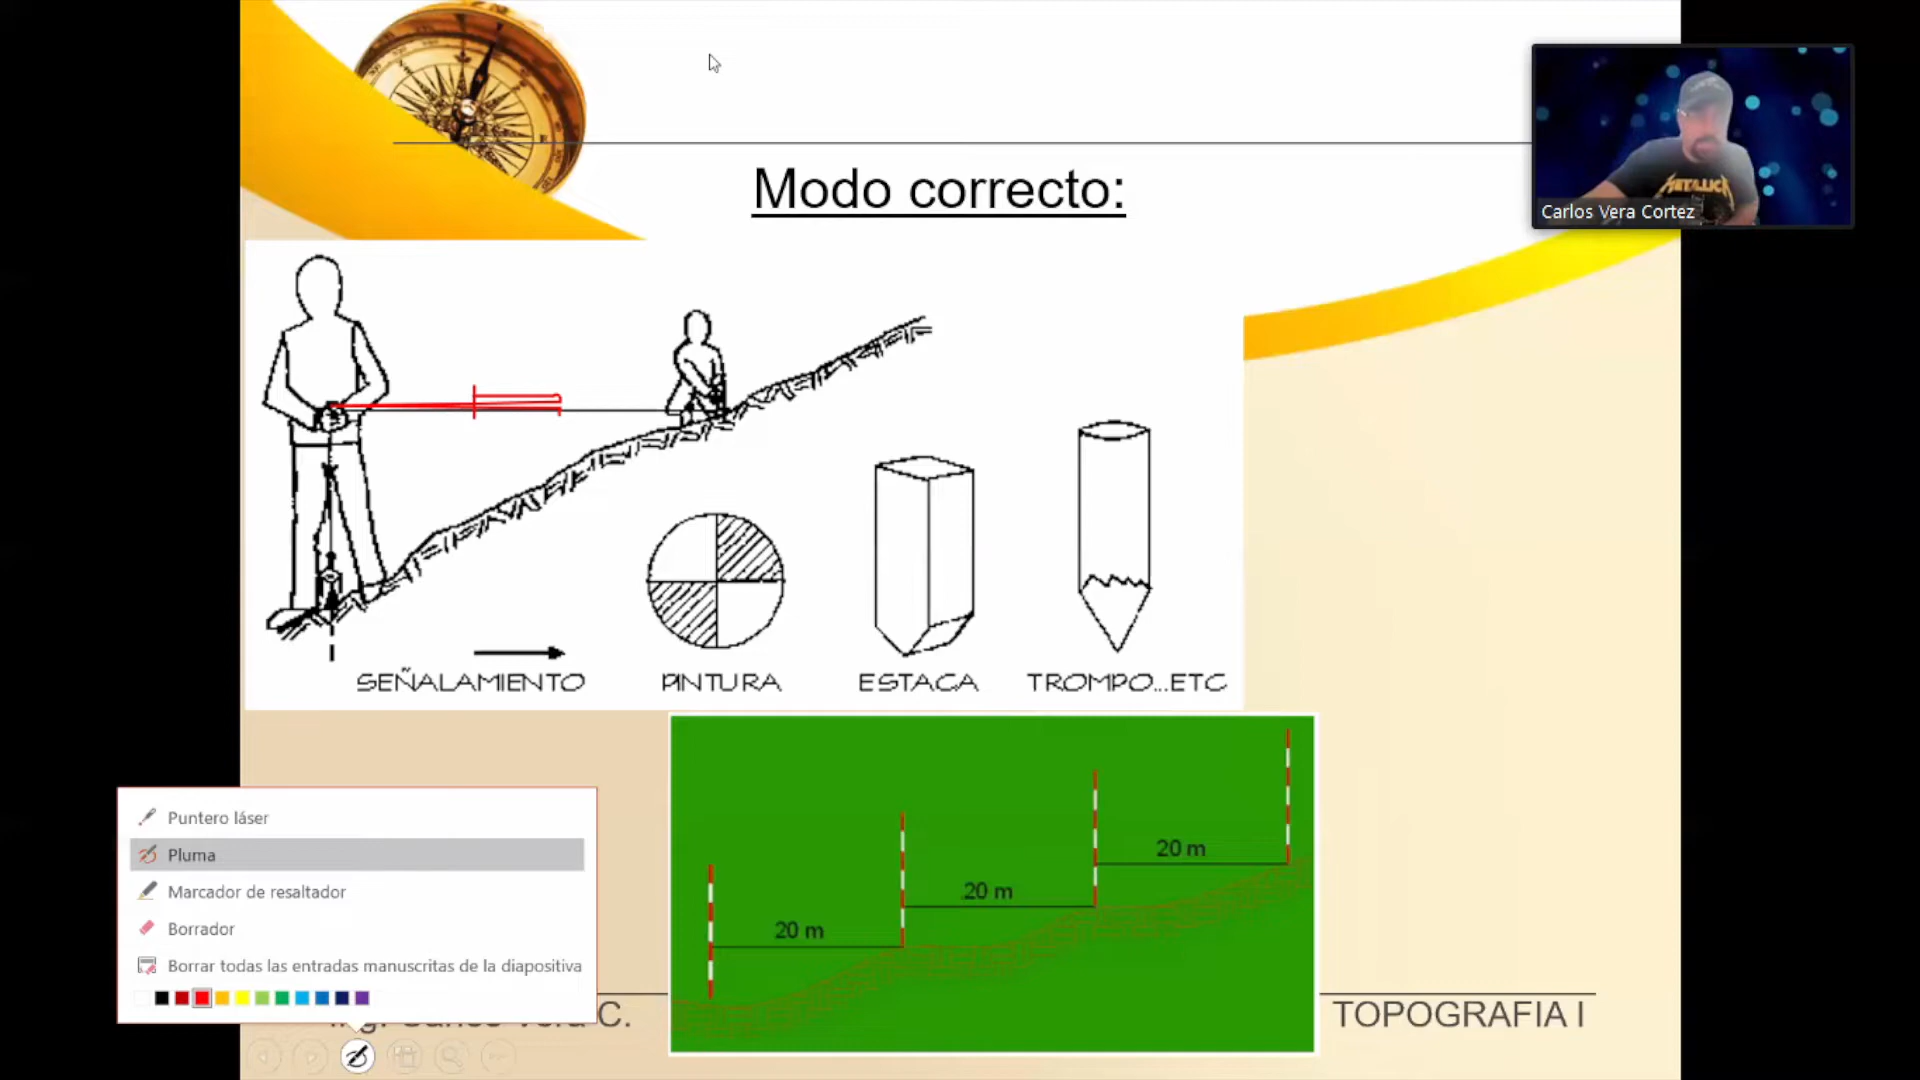 Modo correcto:
METALLICA
Carlos Vera Cortez
SEÑALAMIENTO PINTURA ESTACA TROMPO...ETC
20 m
20 m
20 m
Puntero láser
Pluma
Marcador de resaltador
Borrador
Borrar todas las entradas manuscritas de la diapositiva
C.
TOPOGRAFIA I